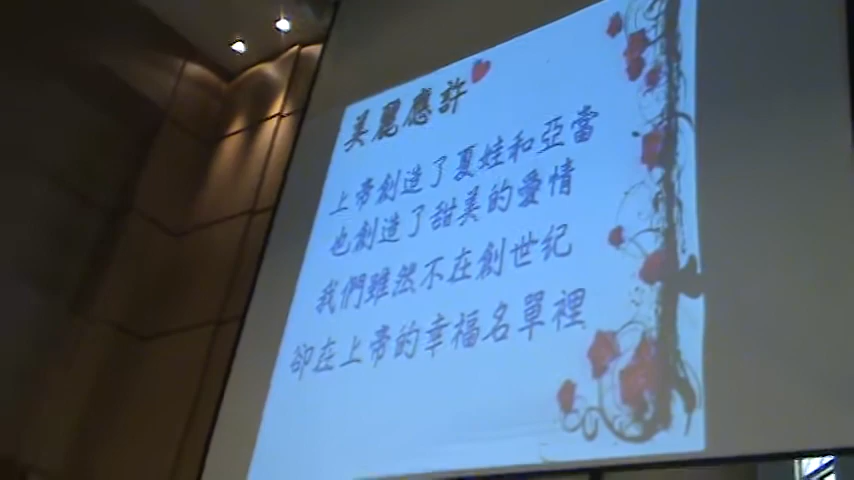 美麗應許
上帝創造了夏娃和亞當
也創造了甜美的愛情
我們雖然不在創世纪
卻在上帝的幸福名單裡